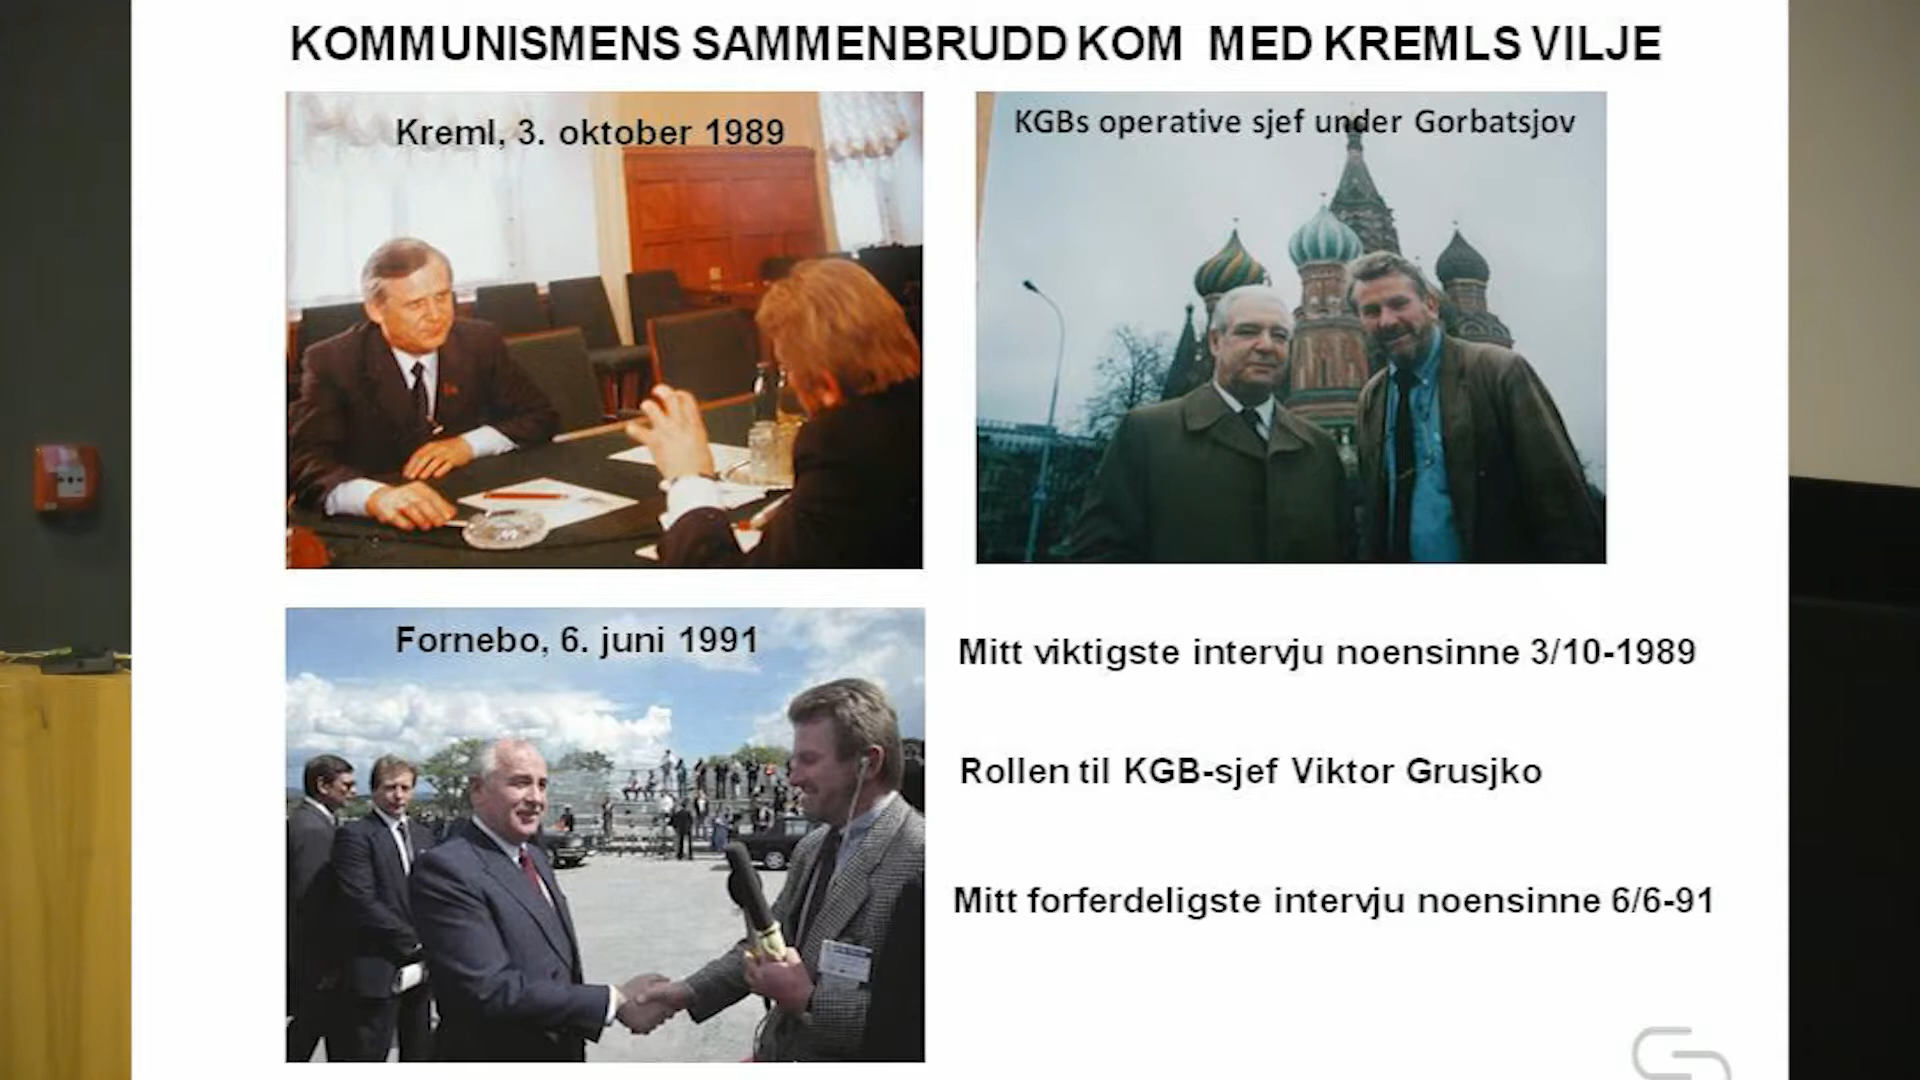 KOMMUNISMENS SAMMENBRUDD KOM MED KREMLS VILJE
Kreml, 3. oktober 1989
KGBs operative sjef under Gorbatsjov
Fornebo, 6. juni 1991
Mitt viktigste intervju noensinne 3/10-1989
Rollen til KGB-sjef Viktor Grusjko
Mitt forferdeligste intervju noensinne 6/6-91